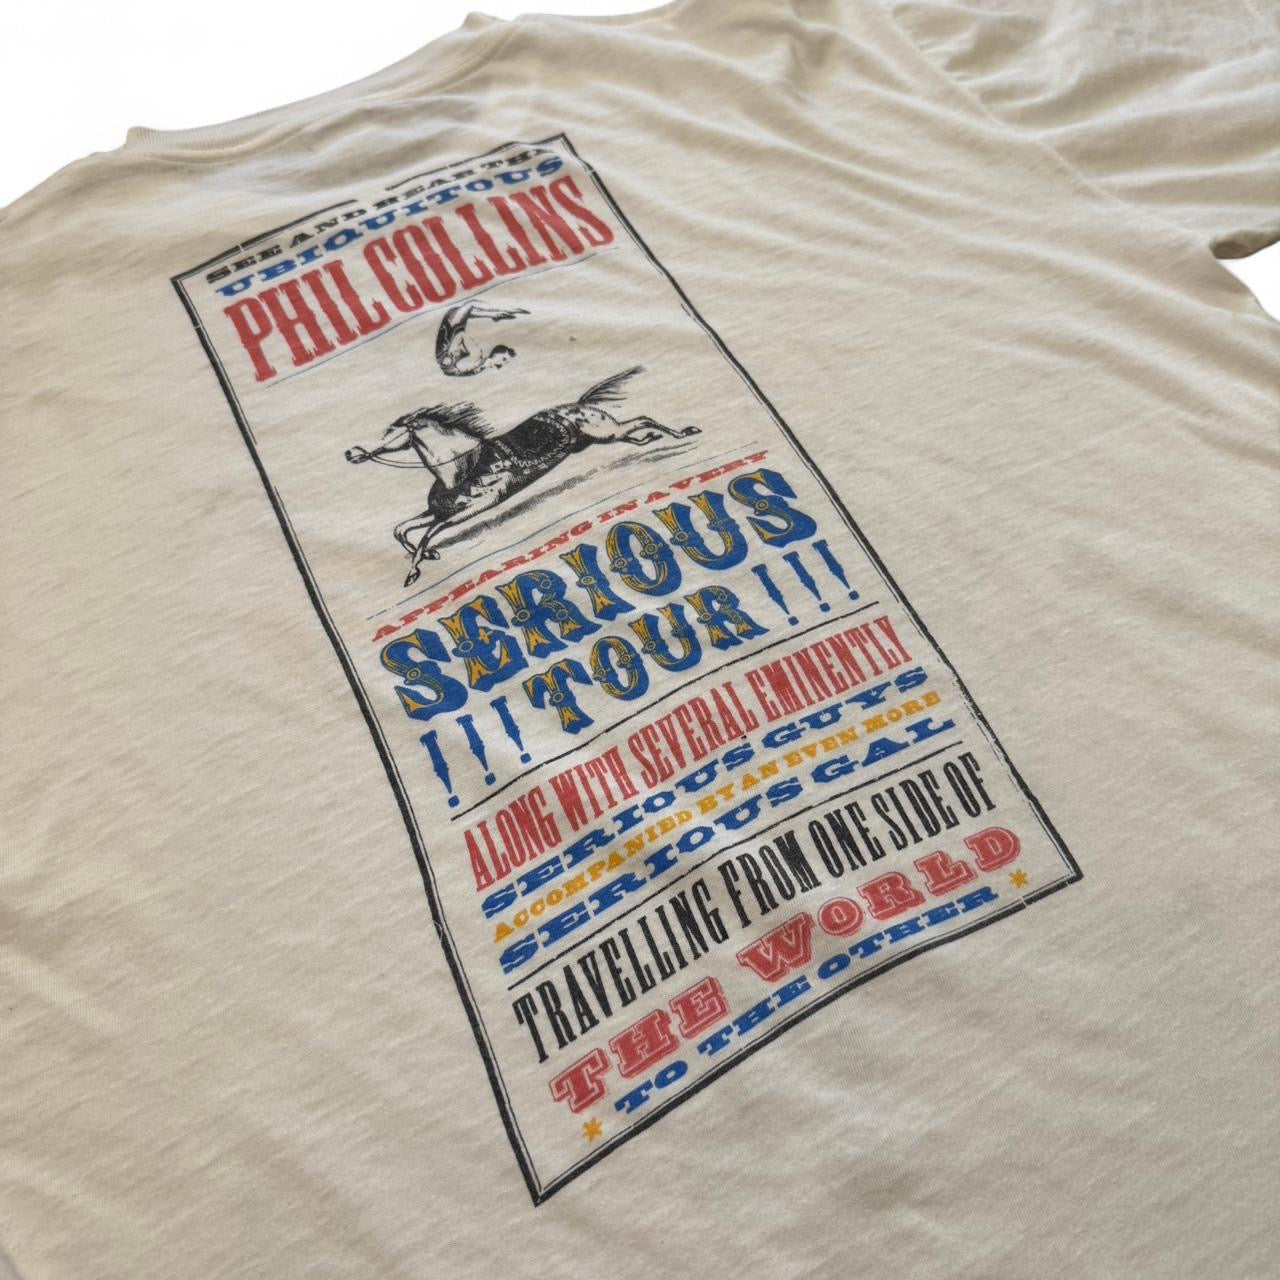 SEE AND HEAR THE
UBIQUITOUS
PHIL COLLINS
APPEARING IN A VERY
SERIOUS
!!! TOUR !!!
ALONG WITH SEVERAL EMINENTLY
SERIOUS GUYS
ACCOMPANIED BY AN EVEN MORE
SERIOUS GAL
TRAVELLING FROM ONE SIDE OF
THE WORLD
TO THE OTHER